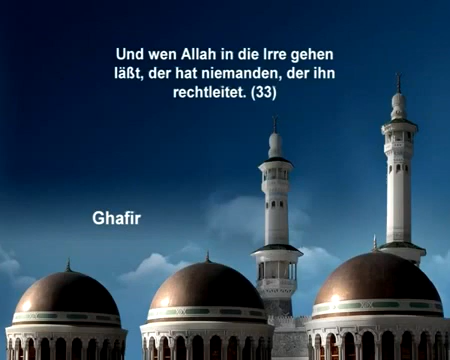 Und wen Allah in die Irre gehen
läßt, der hat niemanden, der ihn
rechtleitet. (33)
Ghafir